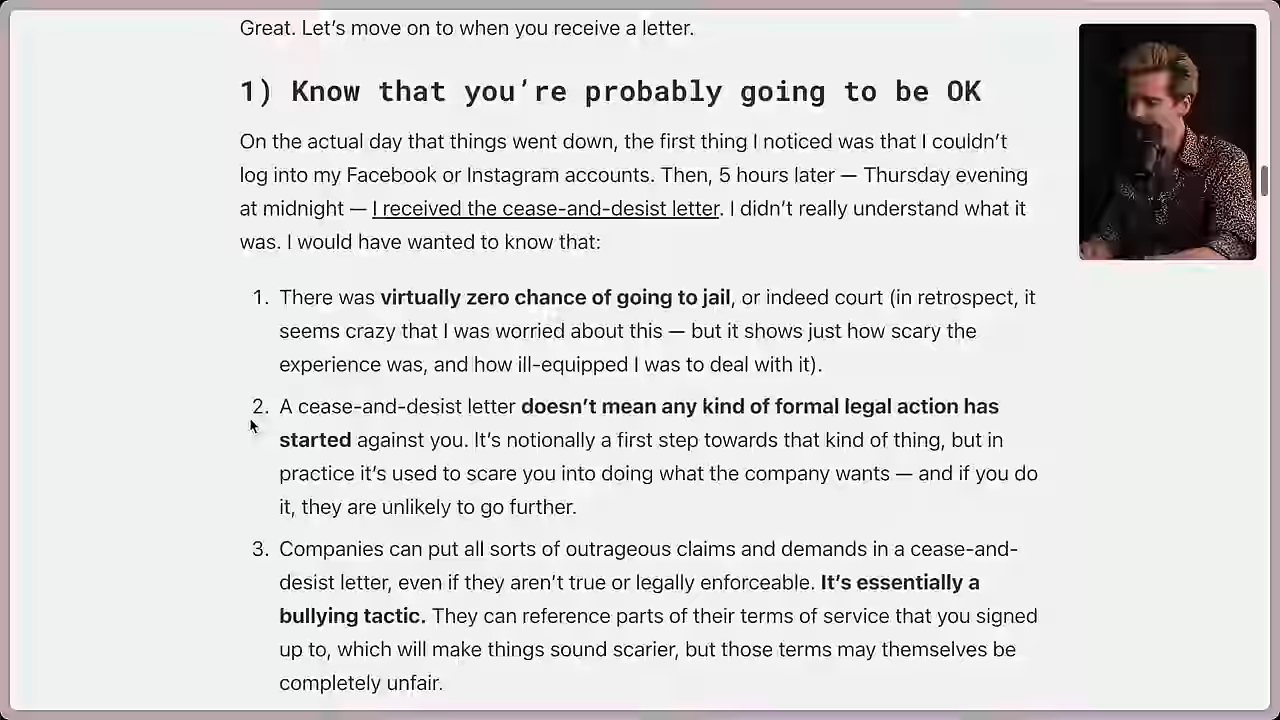 Great. Let’s move on to when you receive a letter.
1) Know that you’re probably going to be OK
On the actual day that things went down, the first thing I noticed was that I couldn’t
log into my Facebook or Instagram accounts. Then, 5 hours later — Thursday evening
at midnight — I received the cease-and-desist letter. I didn’t really understand what it
was. I would have wanted to know that:
1. There was virtually zero chance of going to jail, or indeed court (in retrospect, it
seems crazy that I was worried about this — but it shows just how scary the
experience was, and how ill-equipped I was to deal with it).
2. A cease-and-desist letter doesn’t mean any kind of formal legal action has
started against you. It’s notionally a first step towards that kind of thing, but in
practice it’s used to scare you into doing what the company wants — and if you do
it, they are unlikely to go further.
3. Companies can put all sorts of outrageous claims and demands in a cease-and-
desist letter, even if they aren’t true or legally enforceable. It’s essentially a
bullying tactic. They can reference parts of their terms of service that you signed
up to, which will make things sound scarier, but those terms may themselves be
completely unfair.